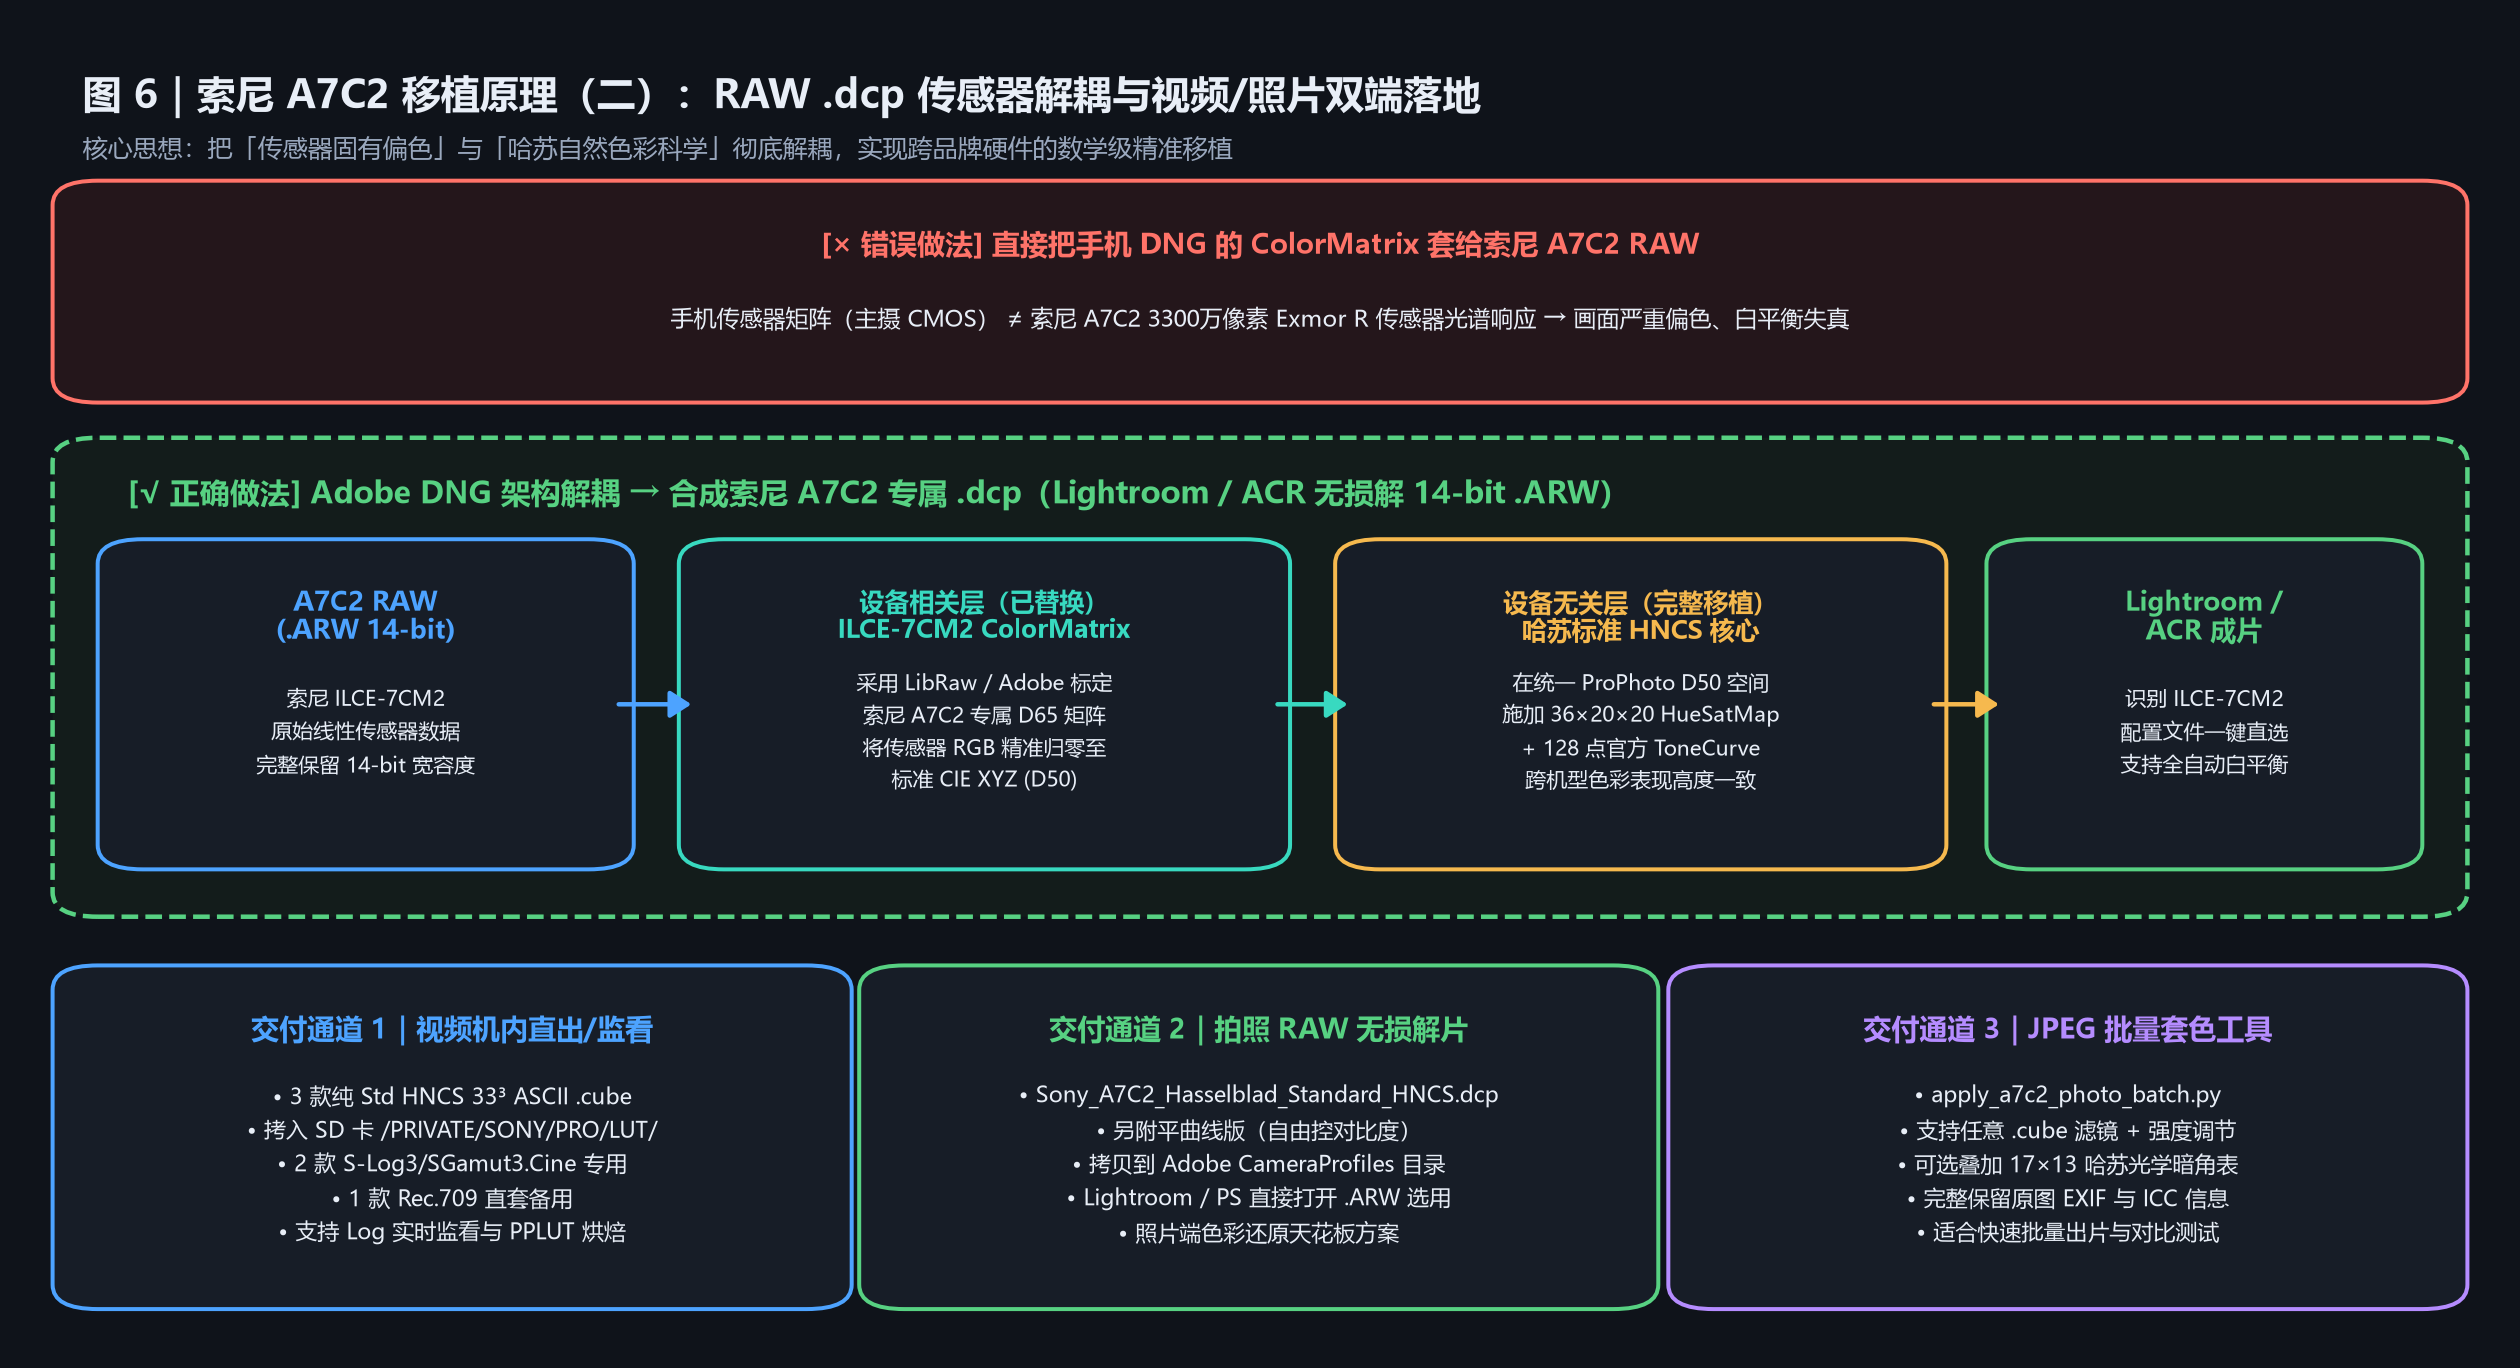 图 6｜索尼 A7C2 移植原理（二）：RAW .dcp 传感器解耦与视频/照片双端落地
核心思想：把「传感器固有偏色」与「哈苏自然色彩科学」彻底解耦，实现跨品牌硬件的数学级精准移植
[× 错误做法] 直接把手机 DNG 的 ColorMatrix 套给索尼 A7C2 RAW
手机传感器矩阵（主摄 CMOS） ≠ 索尼 A7C2 3300万像素 Exmor R 传感器光谱响应 → 画面严重偏色、白平衡失真
[√ 正确做法] Adobe DNG 架构解耦 → 合成索尼 A7C2 专属 .dcp（Lightroom / ACR 无损解 14-bit .ARW）
A7C2 RAW
(.ARW 14-bit)
索尼 ILCE-7CM2
原始线性传感器数据
完整保留 14-bit 宽容度
设备相关层（已替换）
ILCE-7CM2 ColorMatrix
采用 LibRaw / Adobe 标定
索尼 A7C2 专属 D65 矩阵
将传感器 RGB 精准归零至
标准 CIE XYZ (D50)
设备无关层（完整移植）
哈苏标准 HNCS 核心
在统一 ProPhoto D50 空间
施加 36×20×20 HueSatMap
+ 128 点官方 ToneCurve
跨机型色彩表现高度一致
Lightroom /
ACR 成片
识别 ILCE-7CM2
配置文件一键直选
支持全自动白平衡
交付通道 1｜视频机内直出/监看
• 3 款纯 Std HNCS 33³ ASCII .cube
• 拷入 SD 卡 /PRIVATE/SONY/PRO/LUT/
• 2 款 S-Log3/SGamut3.Cine 专用
• 1 款 Rec.709 直套备用
• 支持 Log 实时监看与 PPLUT 烘焙
交付通道 2｜拍照 RAW 无损解片
• Sony_A7C2_Hasselblad_Standard_HNCS.dcp
• 另附平曲线版（自由控对比度）
• 拷贝到 Adobe CameraProfiles 目录
• Lightroom / PS 直接打开 .ARW 选用
• 照片端色彩还原天花板方案
交付通道 3｜JPEG 批量套色工具
• apply_a7c2_photo_batch.py
• 支持任意 .cube 滤镜 + 强度调节
• 可选叠加 17×13 哈苏光学暗角表
• 完整保留原图 EXIF 与 ICC 信息
• 适合快速批量出片与对比测试